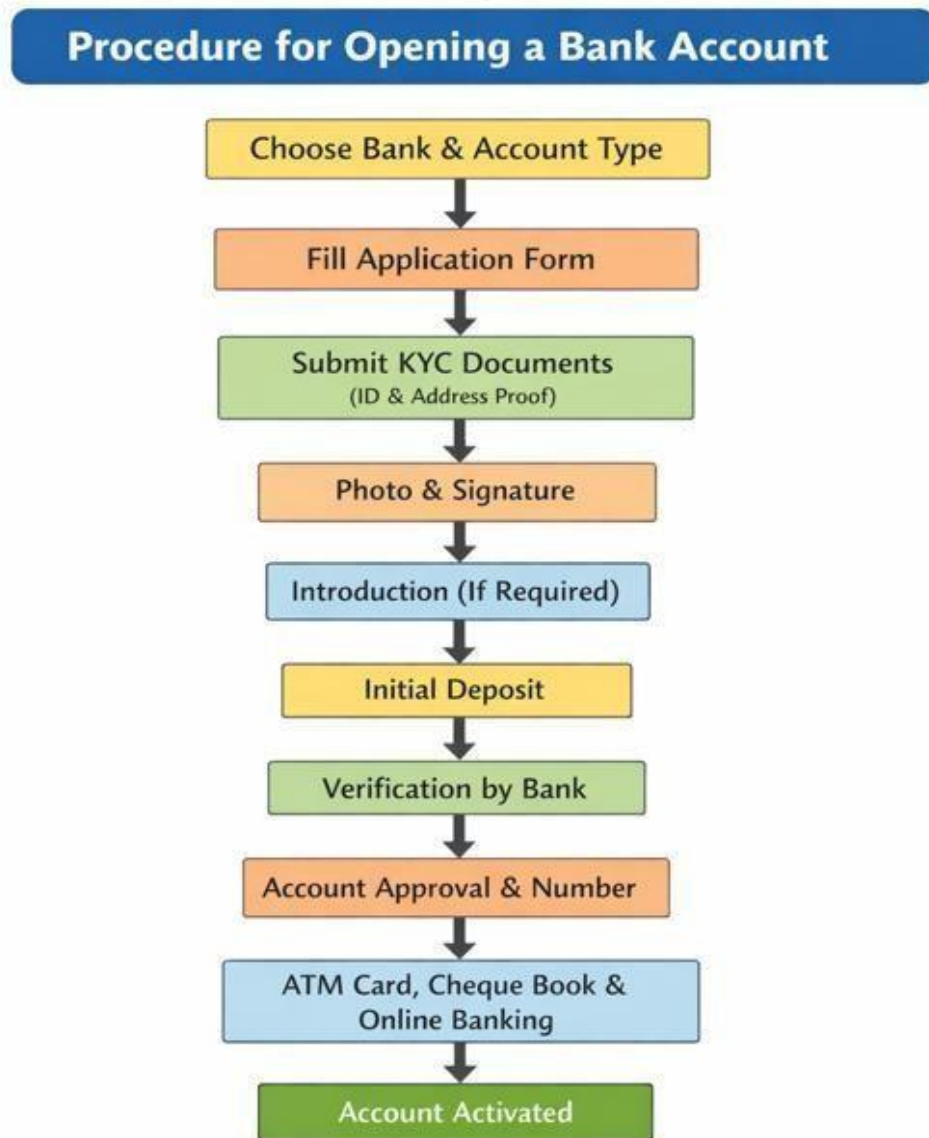 Procedure for Opening a Bank Account
Choose Bank & Account Type
Fill Application Form
Submit KYC Documents
(ID & Address Proof)
Photo & Signature
Introduction (If Required)
Initial Deposit
Verification by Bank
Account Approval & Number
ATM Card, Cheque Book &
Online Banking
Account Activated